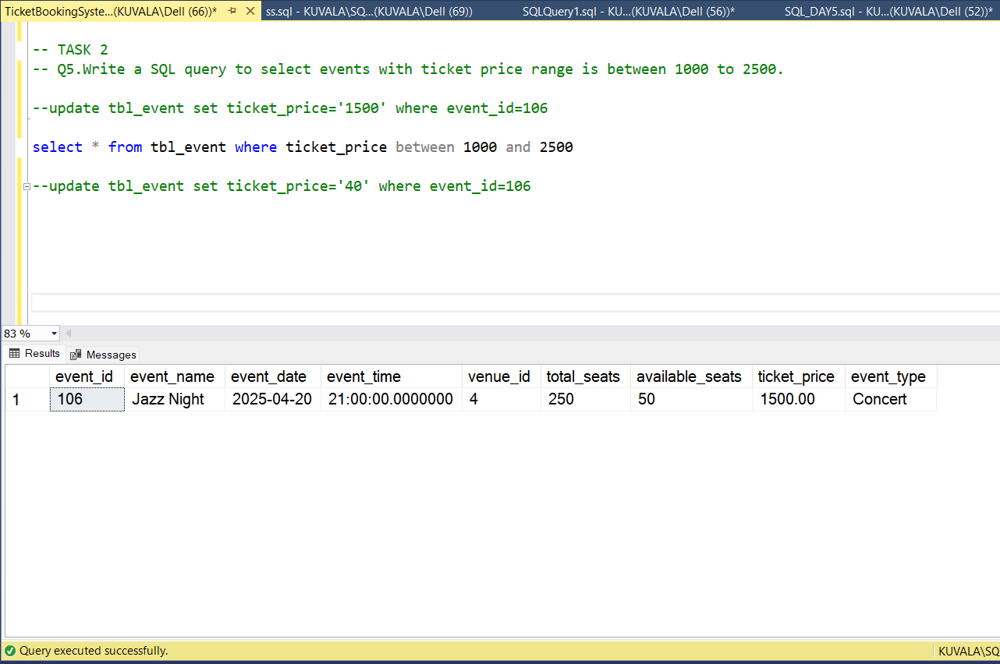 TicketBookingSyste...(KUVALA\Dell (66))* ss.sql - KUVALA\SQ...(KUVALA\Dell (69)) SQLQuery1.sql - KU...(KUVALA\Dell (56))* SQL_DAY5.sql - KU...(KUVALA\Dell (52))*
-- TASK 2
-- Q5.Write a SQL query to select events with ticket price range is between 1000 to 2500.
--update tbl_event set ticket_price='1500' where event_id=106
select * from tbl_event where ticket_price between 1000 and 2500
--update tbl_event set ticket_price='40' where event_id=106
83 %
Results Messages
event_id event_name event_date event_time venue_id total_seats available_seats ticket_price event_type
1 106 Jazz Night 2025-04-20 21:00:00.0000000 4 250 50 1500.00 Concert
Query executed successfully. KUVALA\SQ